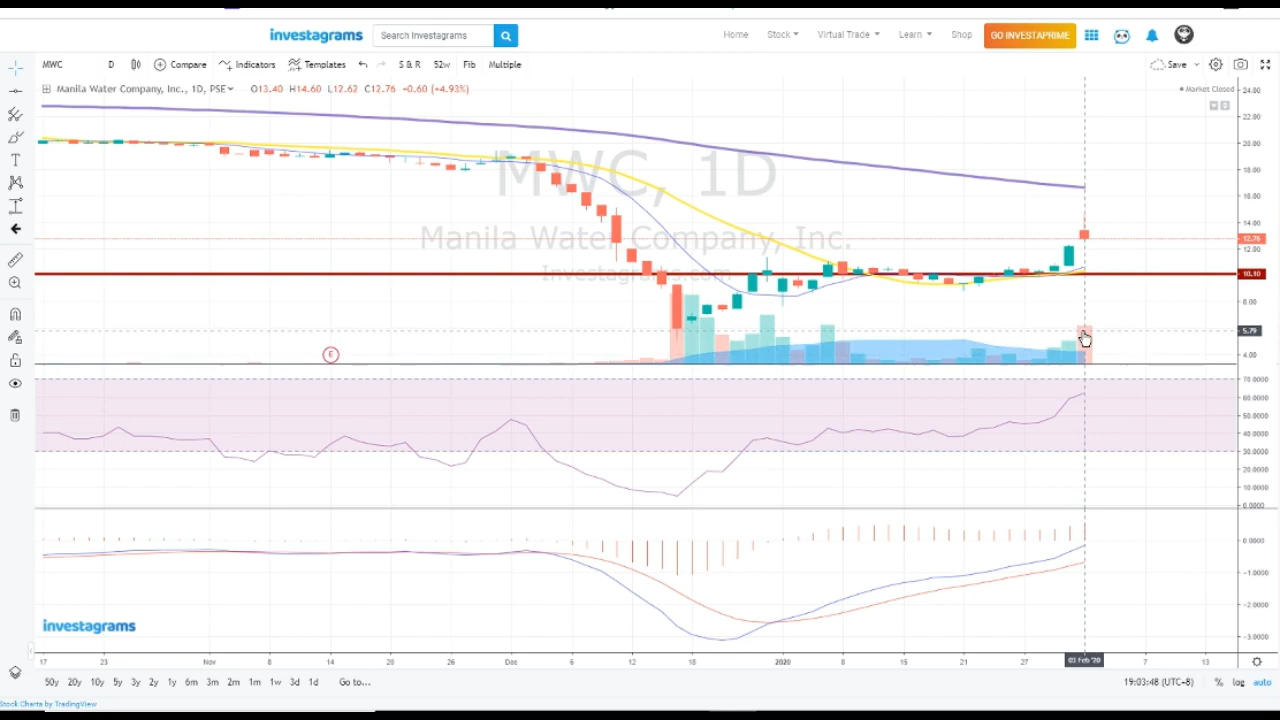 investagrams
Search Investagrams
Home Stock Virtual Trade Learn Shop GO INVESTAPRIME
MWC D Compare Indicators Templates S & R 52w Fib Multiple Save
Manila Water Company, Inc., 1D, PSE O13.40 H14.60 L12.62 C12.76 +0.60 (+4.93%)
Market Closed
24.00
22.00
20.00
18.00
16.00
14.00
12.76
12.00
10.10
8.00
5.79
4.00
MWC, 1D
Manila Water Company, Inc.
Investagrams.com
E
70.0000
60.0000
50.0000
40.0000
30.0000
20.0000
10.0000
0.0000
0.0000
-1.0000
-2.0000
-3.0000
investagrams
17 23 Nov 8 14 20 26 Dec 6 12 18 2020 8 15 21 27 03 Feb '20 7 13
50y 20y 10y 5y 3y 2y 1y 6m 3m 2m 1m 1w 3d 1d Go to... 19:03:48 (UTC-8) % log auto
Stock Charts by TradingView